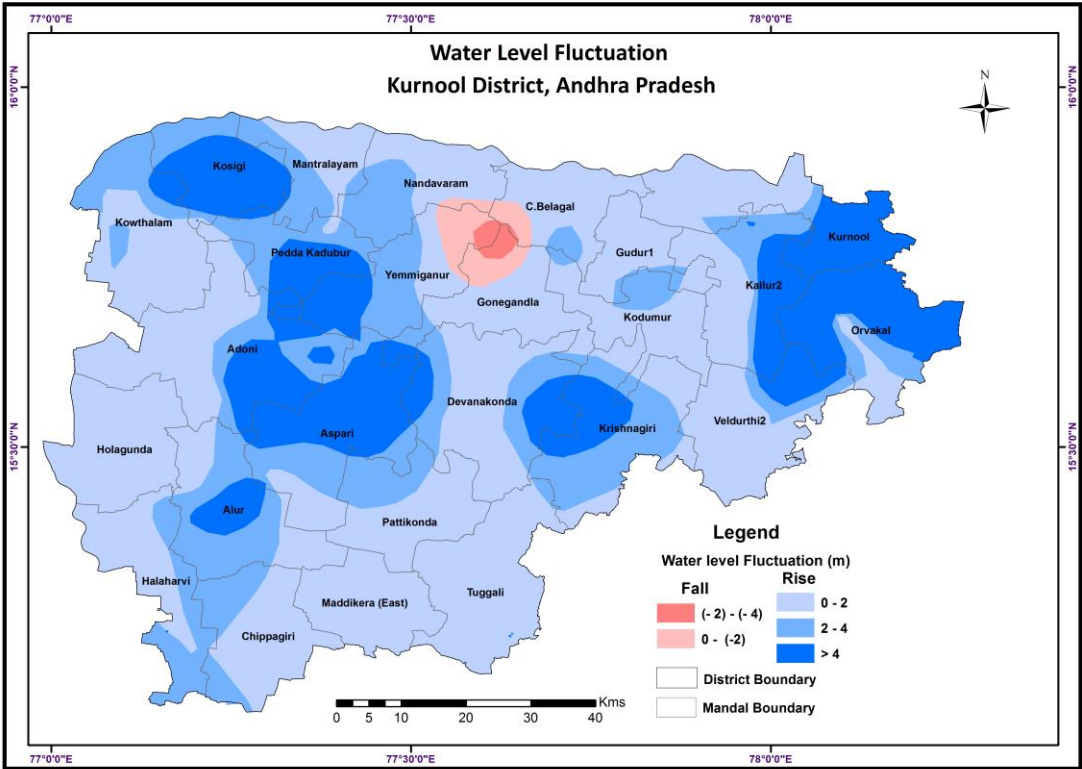 77°0'0"E
77°30'0"E
78°0'0"E
Water Level Fluctuation
Kurnool District, Andhra Pradesh
N
16°0'0"N
16°0'0"N
Kosigi
Mantralayam
Nandavaram
C.Belagal
Kowthalam
Pedda Kadubur
Gudur1
Kurnool
Yemmiganur
Kallur2
Gonegandla
Kodumur
Orvakal
Adoni
Devanakonda
Veldurthi2
Krishnagiri
Aspari
Holagunda
15°30'0"N
15°30'0"N
Alur
Pattikonda
Halaharvi
Maddikera (East)
Tuggali
Chippagiri
Legend
Water level Fluctuation (m)
Fall
Rise
(- 2) - (- 4)
0 - (-2)
0 - 2
2 - 4
> 4
District Boundary
Mandal Boundary
Kms
0 5 10 20 30 40
77°0'0"E
77°30'0"E
78°0'0"E